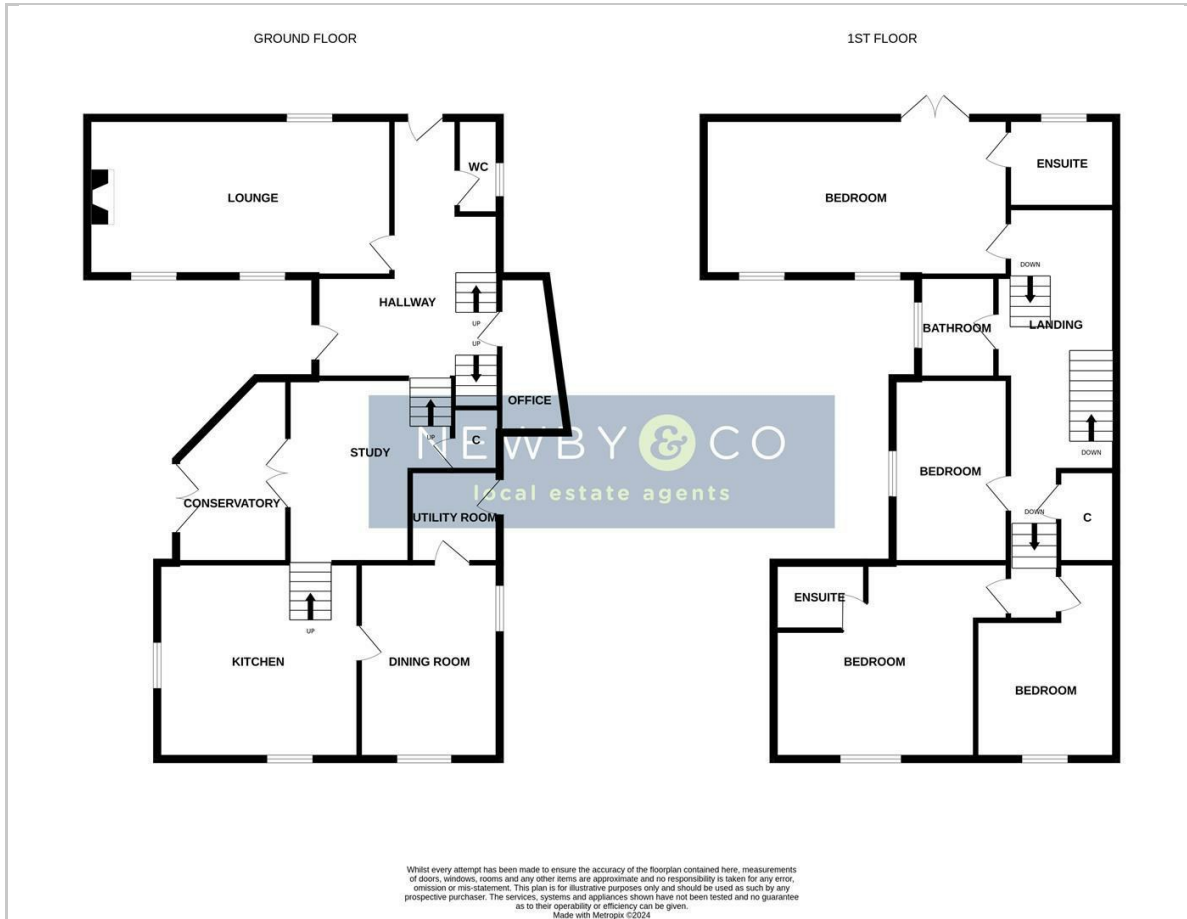 GROUND FLOOR
LOUNGE
WC
HALLWAY
UP
UP
OFFICE
UP
C
STUDY
CONSERVATORY
UTILITY ROOM
UP
KITCHEN
DINING ROOM
1ST FLOOR
BEDROOM
ENSUITE
DOWN
BATHROOM
LANDING
DOWN
BEDROOM
DOWN
C
ENSUITE
BEDROOM
BEDROOM
NEWBY & CO
local estate agents
Whilst every attempt has been made to ensure the accuracy of the floorplan contained here, measurements
of doors, windows, rooms and any other items are approximate and no responsibility is taken for any error,
omission or mis-statement. This plan is for illustrative purposes only and should be used as such by any
prospective purchaser. The services, systems and appliances shown have not been tested and no guarantee
as to their operability or efficiency can be given.
Made with Metropix ©2024